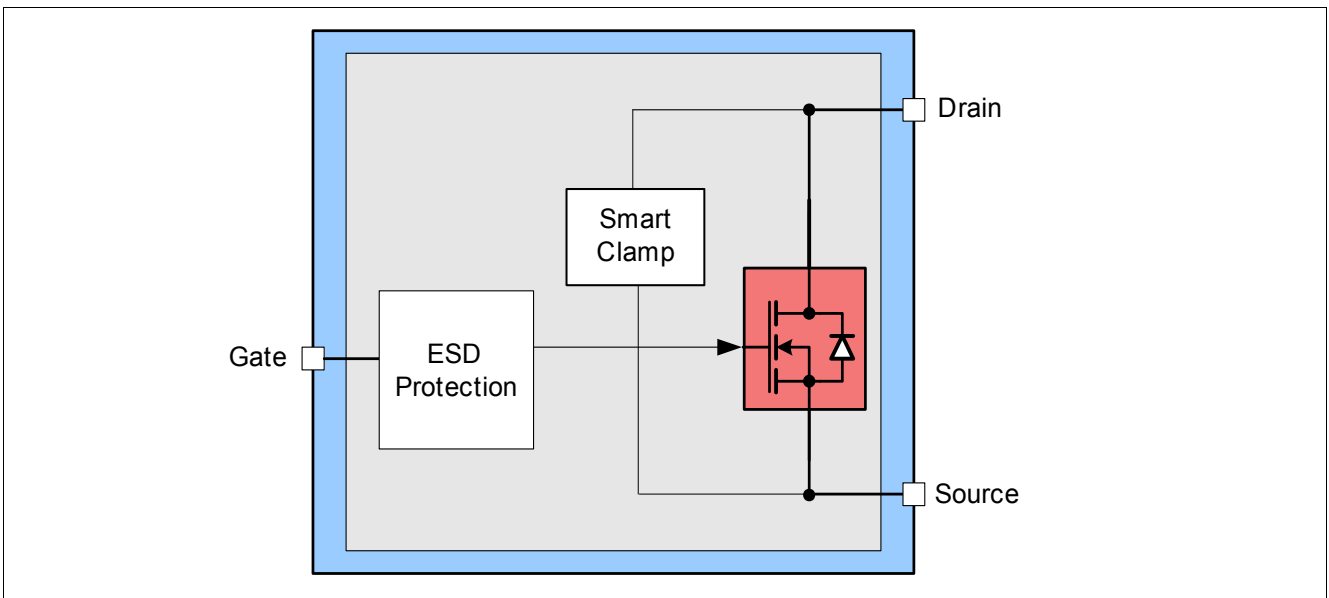 Drain
Smart
Clamp
Gate
ESD
Protection
Source